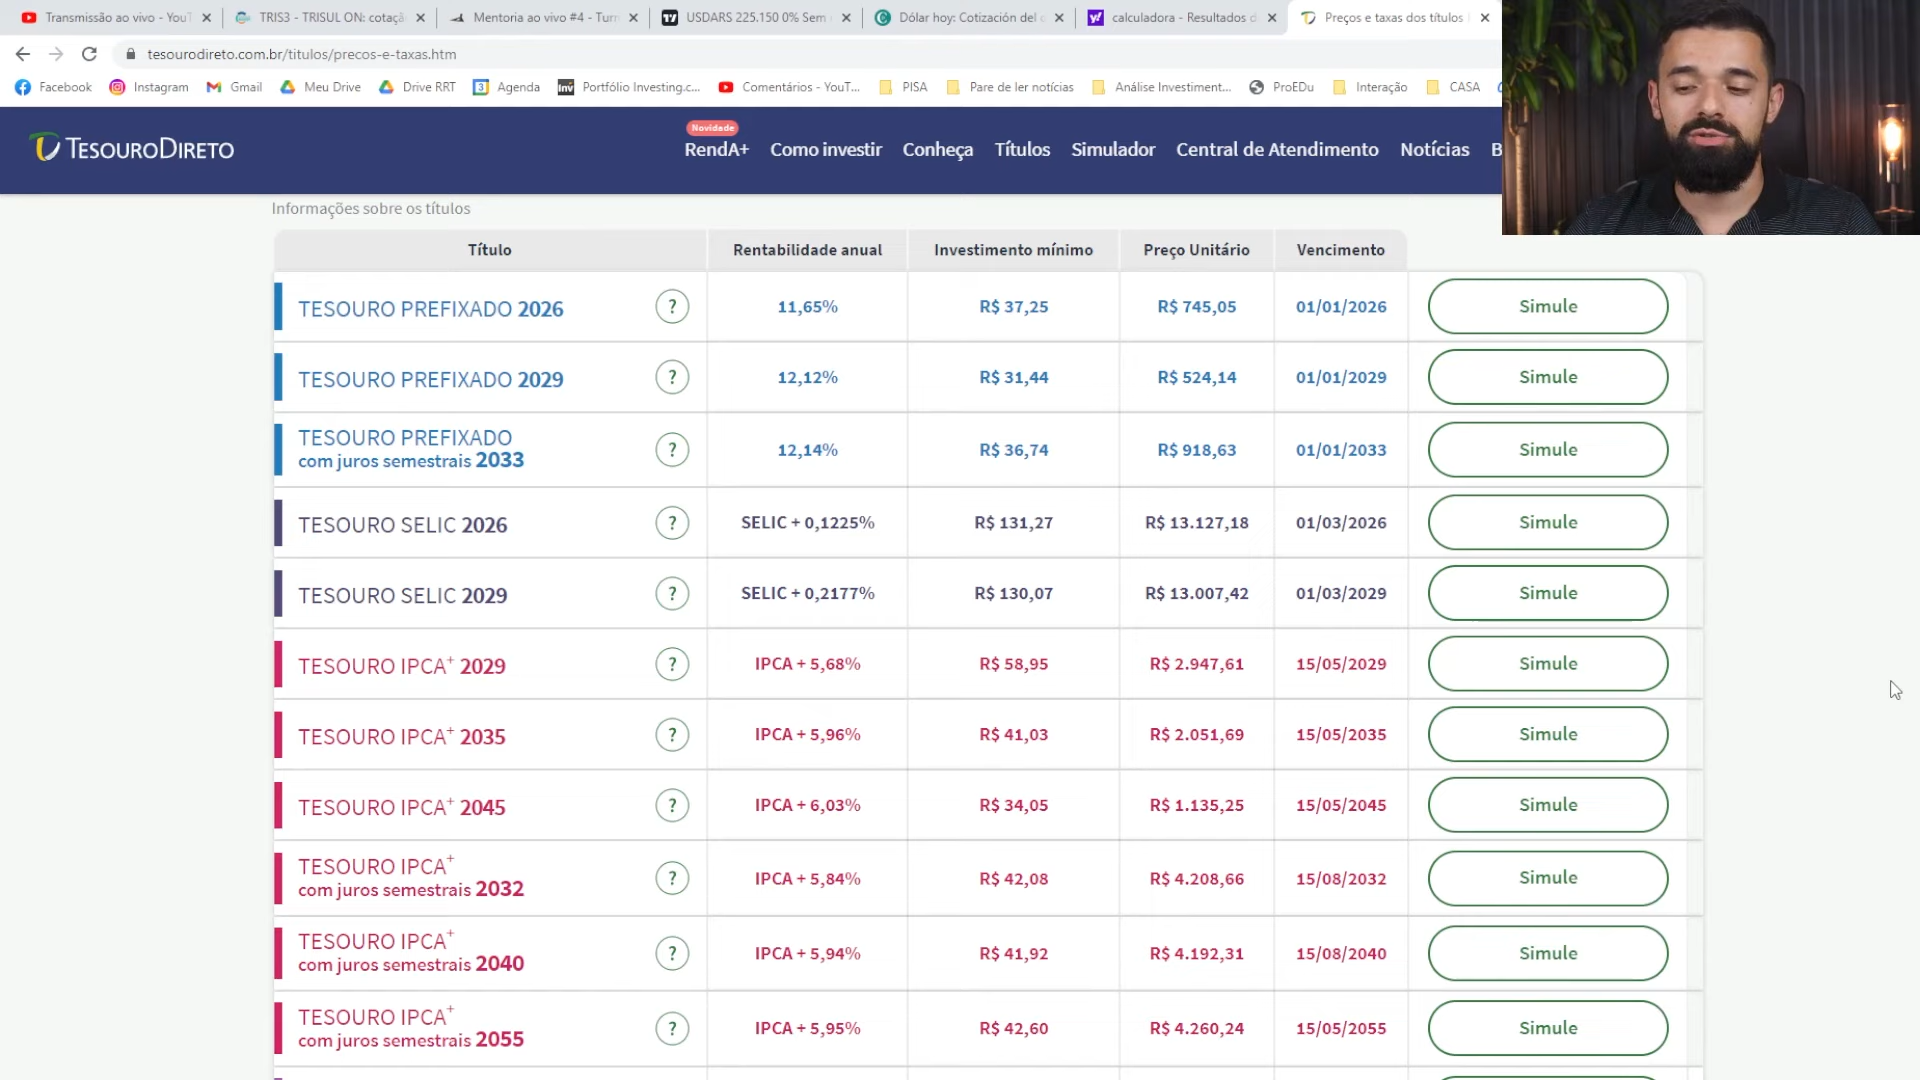 Transmissão ao vivo - YouT
TRIS3 - TRISUL ON: cotaçã
Mentoria ao vivo #4 - Turn
USDARS 225.150 0% Sem
Dólar hoy: Cotización del
calculadora - Resultados d
Preços e taxas dos títulos
tesourodireto.com.br/titulos/precos-e-taxas.htm
Facebook
Instagram
Gmail
Meu Drive
Drive RRT
Agenda
Portfólio Investing.c...
Comentários - YouT...
PISA
Pare de ler notícias
Análise Investiment...
ProEdu
Interação
CASA
TESOURODIRETO
Novidade
RendA+ Como investir Conheça Títulos Simulador Central de Atendimento Notícias B
Informações sobre os títulos
Título Rentabilidade anual Investimento mínimo Preço Unitário Vencimento
TESOURO PREFIXADO 2026 ? 11,65% R$ 37,25 R$ 745,05 01/01/2026 Simule
TESOURO PREFIXADO 2029 ? 12,12% R$ 31,44 R$ 524,14 01/01/2029 Simule
TESOURO PREFIXADO
com juros semestrais 2033 ? 12,14% R$ 36,74 R$ 918,63 01/01/2033 Simule
TESOURO SELIC 2026 ? SELIC + 0,1225% R$ 131,27 R$ 13.127,18 01/03/2026 Simule
TESOURO SELIC 2029 ? SELIC + 0,2177% R$ 130,07 R$ 13.007,42 01/03/2029 Simule
TESOURO IPCA+ 2029 ? IPCA + 5,68% R$ 58,95 R$ 2.947,61 15/05/2029 Simule
TESOURO IPCA+ 2035 ? IPCA + 5,96% R$ 41,03 R$ 2.051,69 15/05/2035 Simule
TESOURO IPCA+ 2045 ? IPCA + 6,03% R$ 34,05 R$ 1.135,25 15/05/2045 Simule
TESOURO IPCA+
com juros semestrais 2032 ? IPCA + 5,84% R$ 42,08 R$ 4.208,66 15/08/2032 Simule
TESOURO IPCA+
com juros semestrais 2040 ? IPCA + 5,94% R$ 41,92 R$ 4.192,31 15/08/2040 Simule
TESOURO IPCA+
com juros semestrais 2055 ? IPCA + 5,95% R$ 42,60 R$ 4.260,24 15/05/2055 Simule